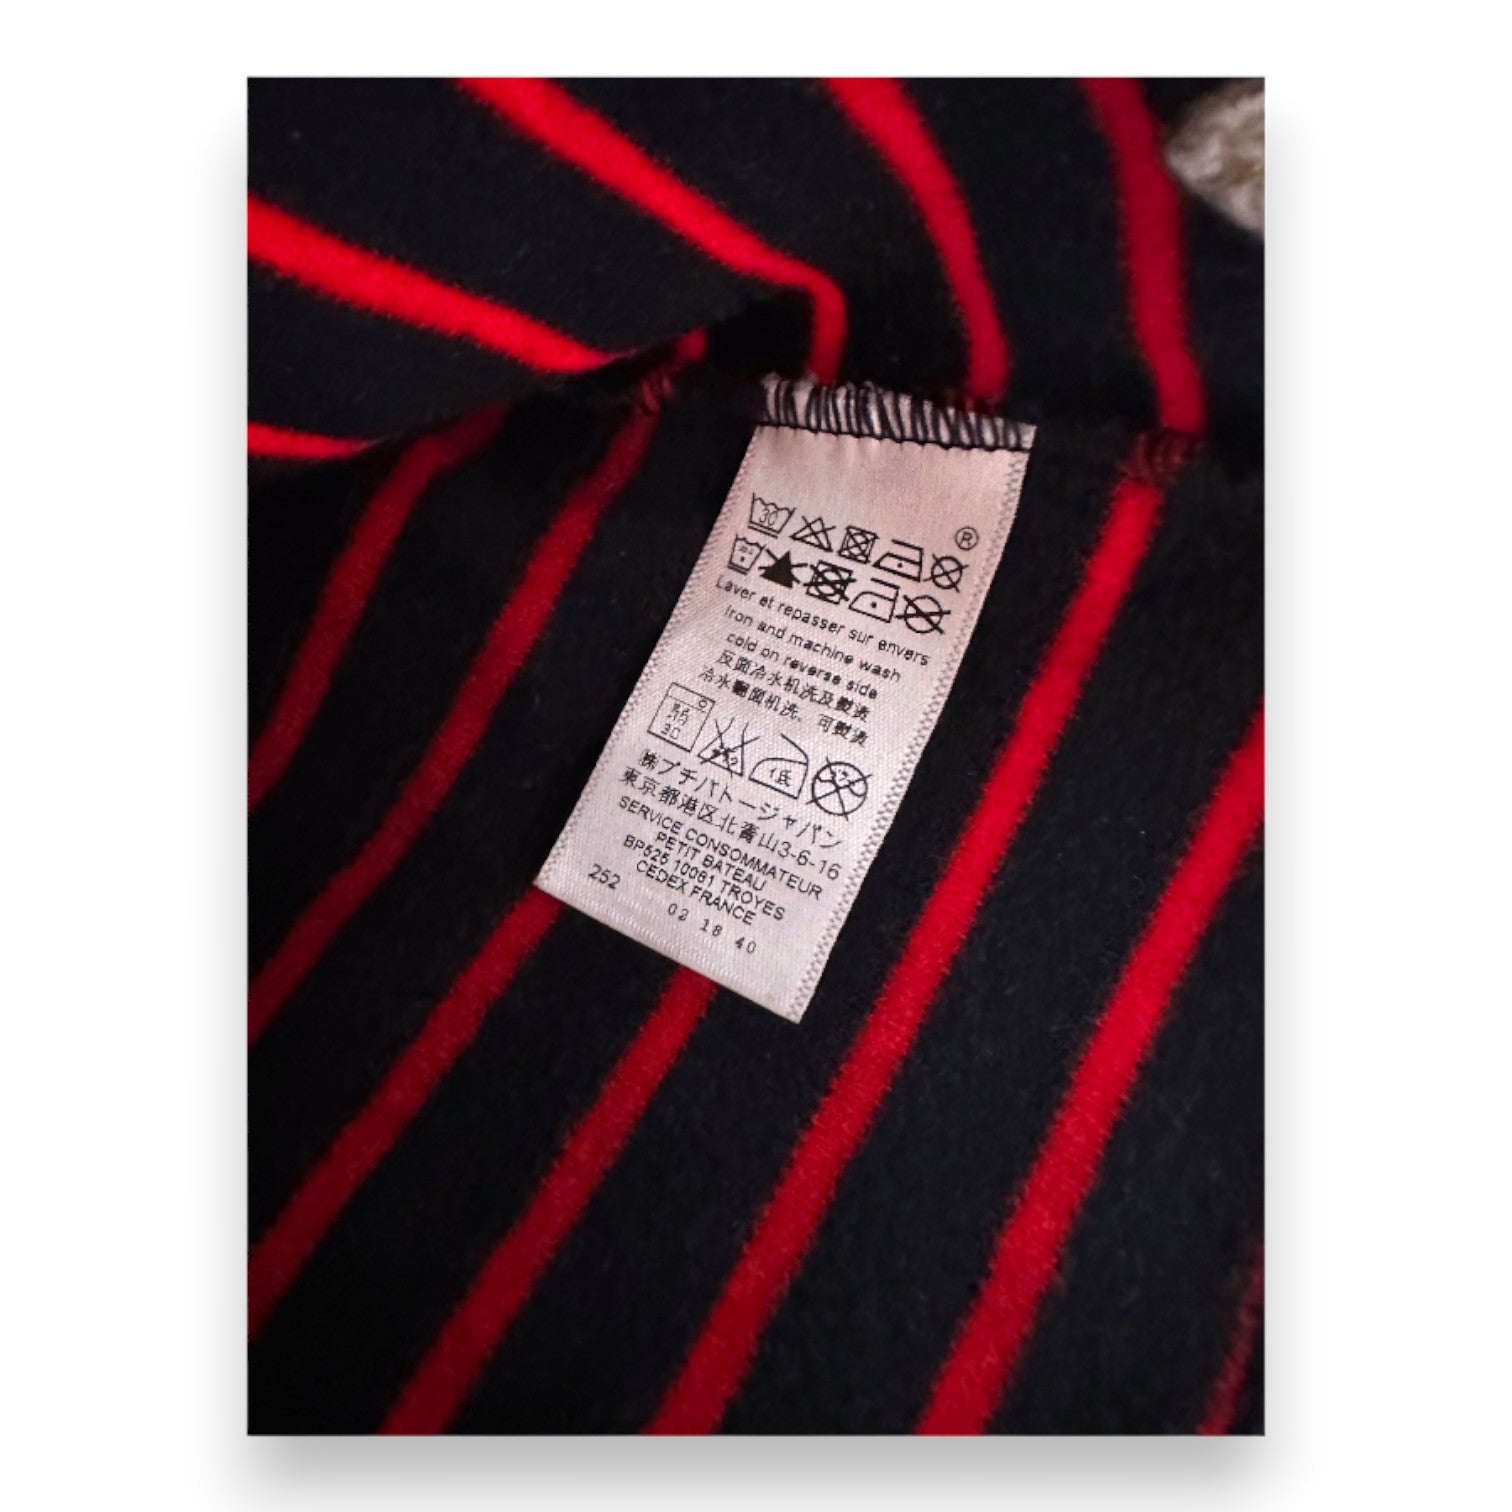 30
®
Laver et repasser sur envers
Iron and machine wash
cold on reverse side
反面冷水机洗及熨烫
冷水翻面机洗、可熨烫
30
低
㈱プチバトージャパン
東京都港区北青山3-6-16
SERVICE CONSOMMATEUR
PETIT BATEAU
BP525 10081 TROYES
CEDEX FRANCE
252
02 18 40